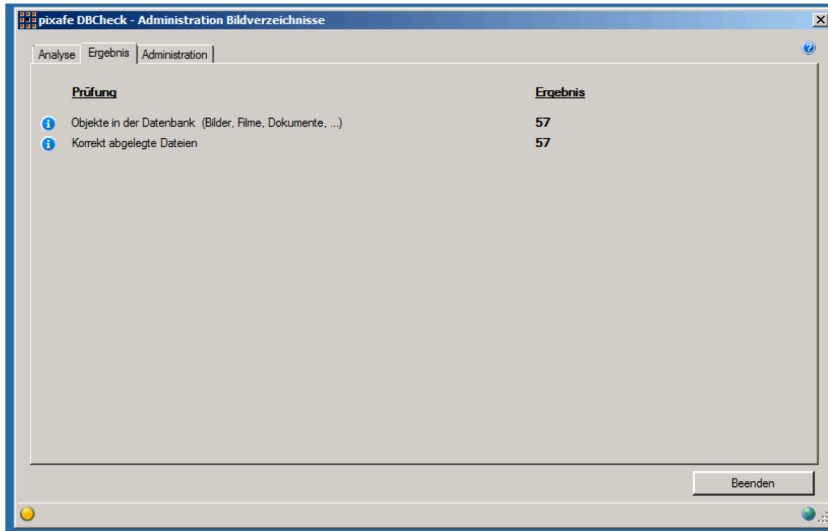 pixafe DBCheck - Administration Bildverzeichnisse
Analyse Ergebnis Administration
Prüfung Ergebnis
Objekte in der Datenbank (Bilder, Filme, Dokumente, ...) 57
Korrekt abgelegte Dateien 57
Beenden